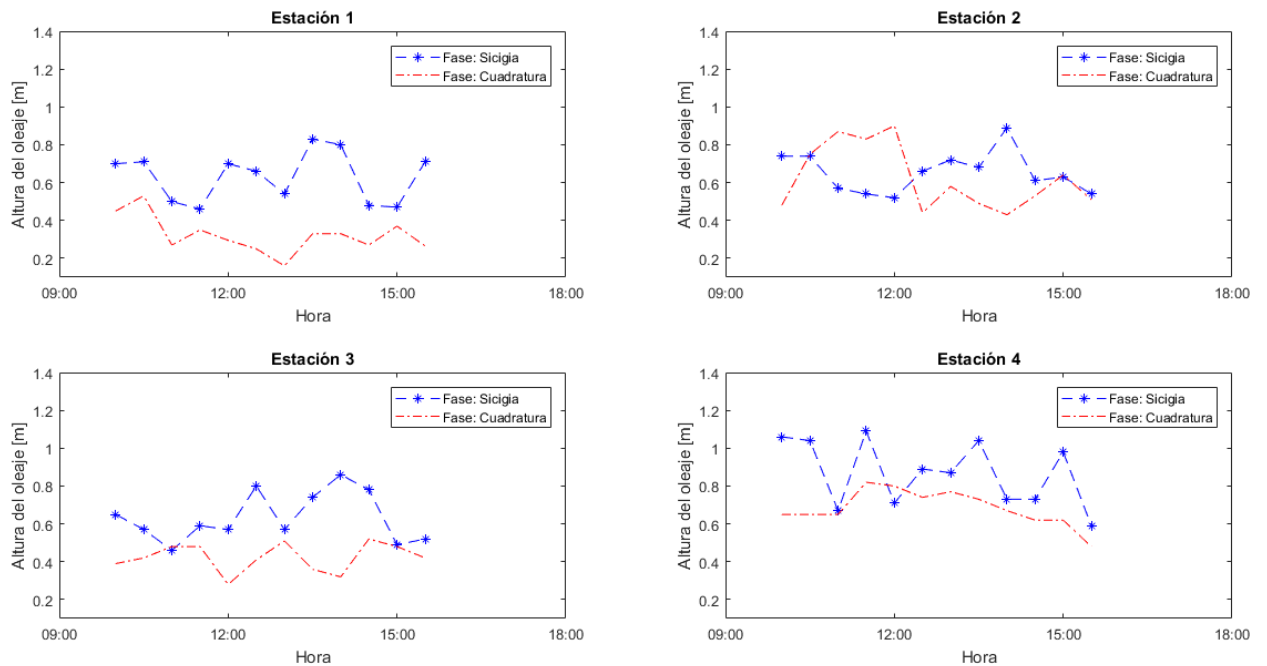 Estación 1
1.4
1.2
1
0.8
0.6
0.4
0.2
Altura del oleaje [m]
Fase: Sicigia
Fase: Cuadratura
09:00 12:00 15:00 18:00
Hora
Estación 2
1.4
1.2
1
0.8
0.6
0.4
0.2
Altura del oleaje [m]
Fase: Sicigia
Fase: Cuadratura
09:00 12:00 15:00 18:00
Hora
Estación 3
1.4
1.2
1
0.8
0.6
0.4
0.2
Altura del oleaje [m]
Fase: Sicigia
Fase: Cuadratura
09:00 12:00 15:00 18:00
Hora
Estación 4
1.4
1.2
1
0.8
0.6
0.4
0.2
Altura del oleaje [m]
Fase: Sicigia
Fase: Cuadratura
09:00 12:00 15:00 18:00
Hora